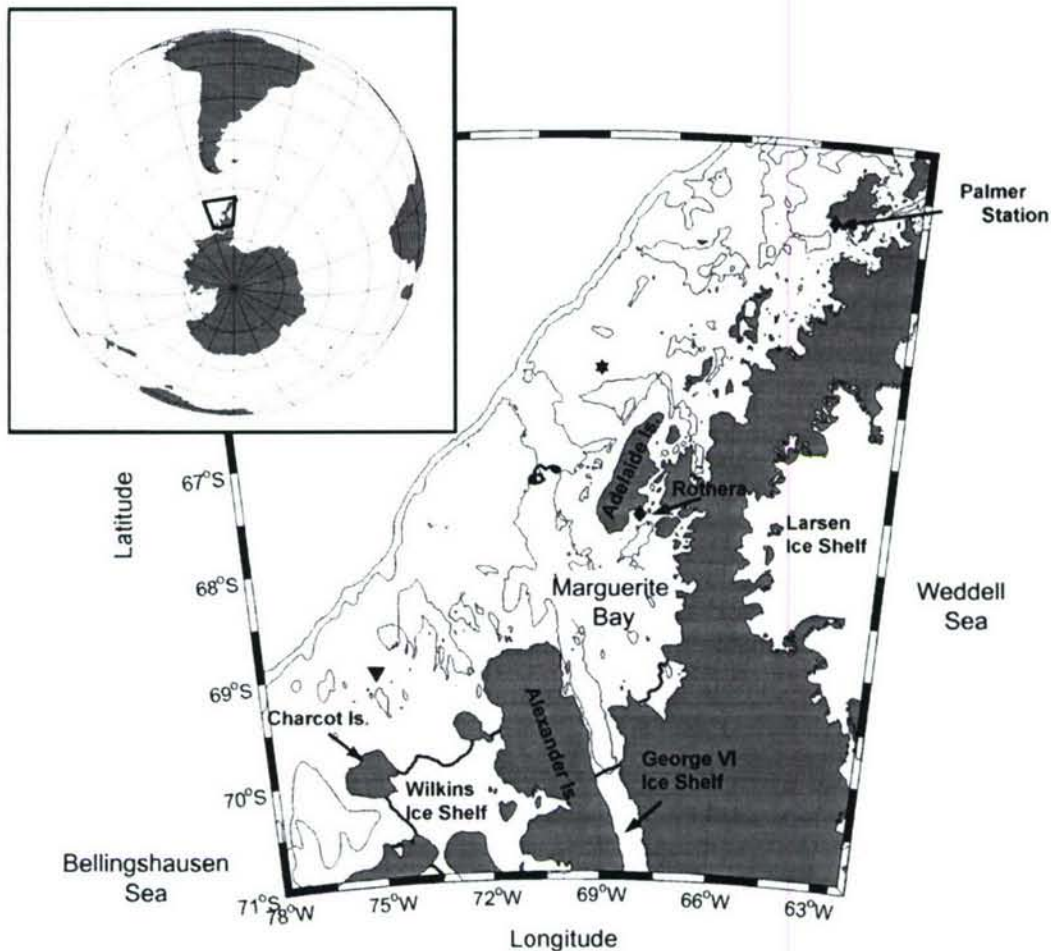 Palmer
Station
Adelaide Is.
Rothera
67°S
Latitude
Larsen
Ice Shelf
68°S
Marguerite
Bay
Weddell
Sea
69°S
Charcot Is.
Alexander Is.
George VI
Ice Shelf
Wilkins
Ice Shelf
70°S
Bellingshausen
Sea
71°S
78°W
75°W
72°W
69°W
66°W
63°W
Longitude